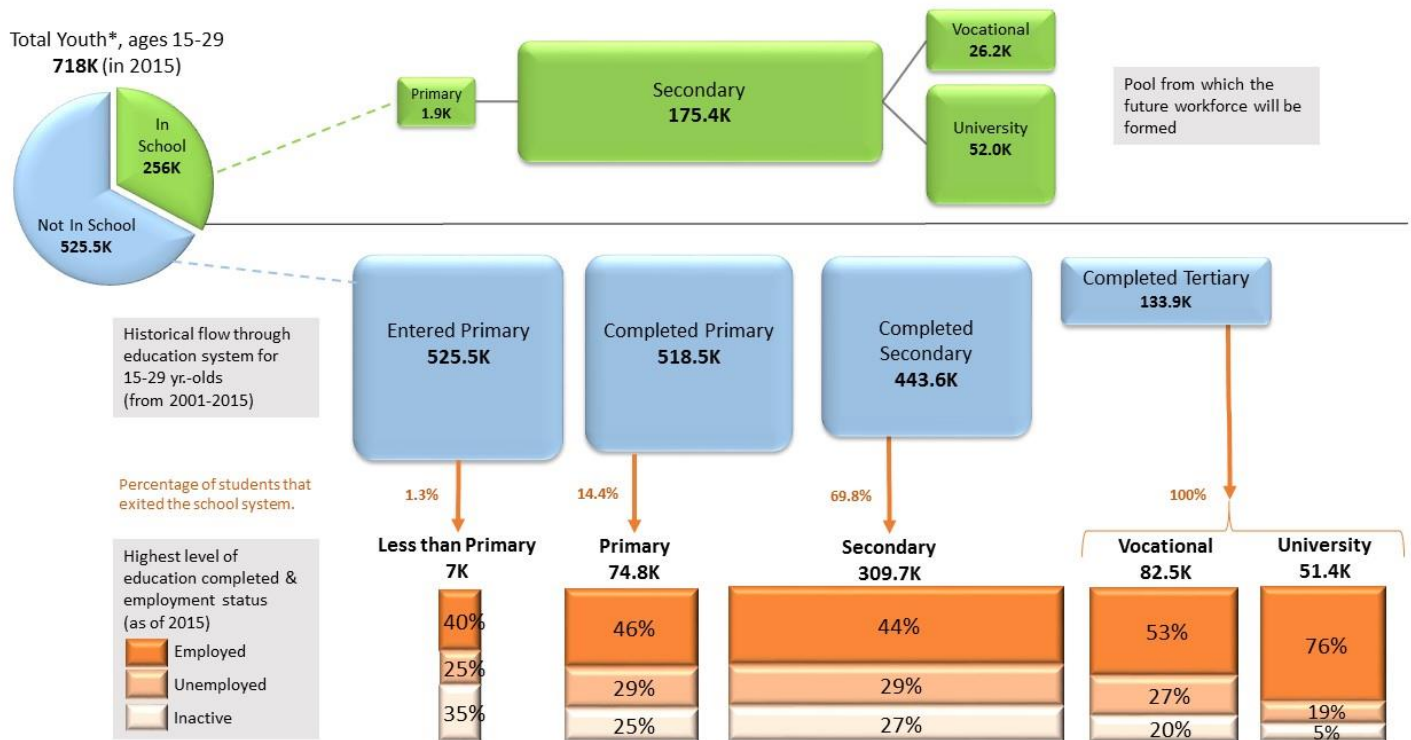 Total Youth*, ages 15-29
718K (in 2015)
In
School
256K
Not In School
525.5K
Primary
1.9K
Secondary
175.4K
Vocational
26.2K
University
52.0K
Pool from which the
future workforce will be
formed
Historical flow through
education system for
15-29 yr.-olds
(from 2001-2015)
Entered Primary
525.5K
Completed Primary
518.5K
Completed
Secondary
443.6K
Completed Tertiary
133.9K
Percentage of students that
exited the school system.
1.3%
14.4%
69.8%
100%
Highest level of
education completed &
employment status
(as of 2015)
Employed
Unemployed
Inactive
Less than Primary
7K
40%
25%
35%
Primary
74.8K
46%
29%
25%
Secondary
309.7K
44%
29%
27%
Vocational
82.5K
53%
27%
20%
University
51.4K
76%
19%
5%